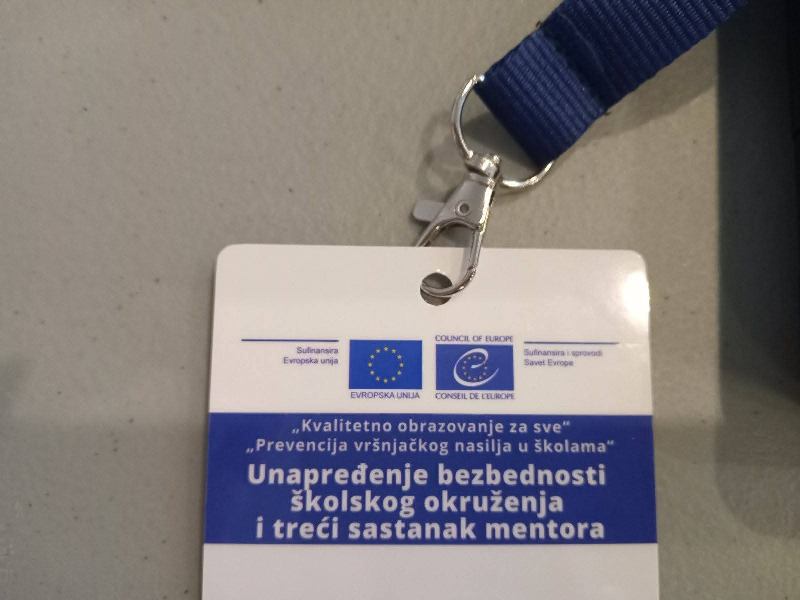 Sufinansira
Evropska unija
EVROPSKA UNIJA
COUNCIL OF EUROPE
CONSEIL DE L'EUROPE
Sufinansira i sprovodi
Savet Evrope
„Kvalitetno obrazovanje za sve“
„Prevencija vršnjačkog nasilja u školama“
Unapređenje bezbednosti
školskog okruženja
i treći sastanak mentora